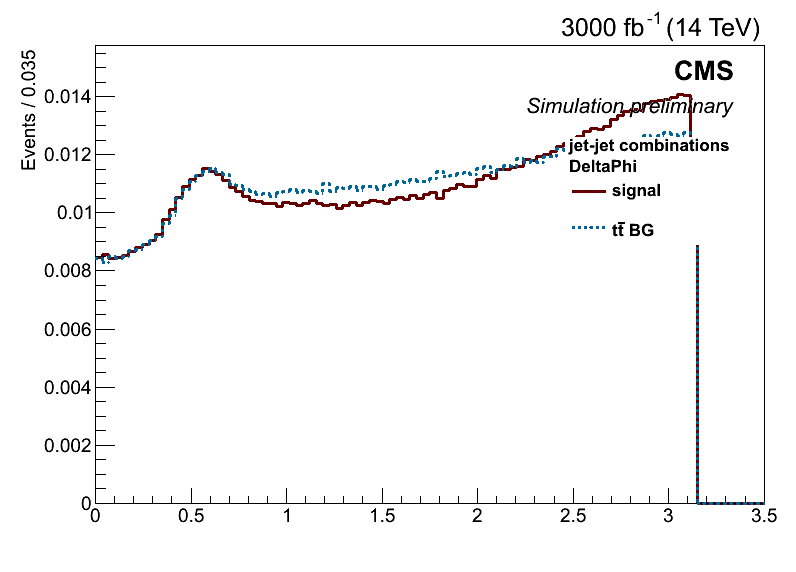 3000 fb⁻¹ (14 TeV)
CMS
Simulation preliminary
jet-jet combinations
DeltaPhi
signal
tt̄ BG
Events / 0.035
0.014
0.012
0.01
0.008
0.006
0.004
0.002
0
0 0.5 1 1.5 2 2.5 3 3.5